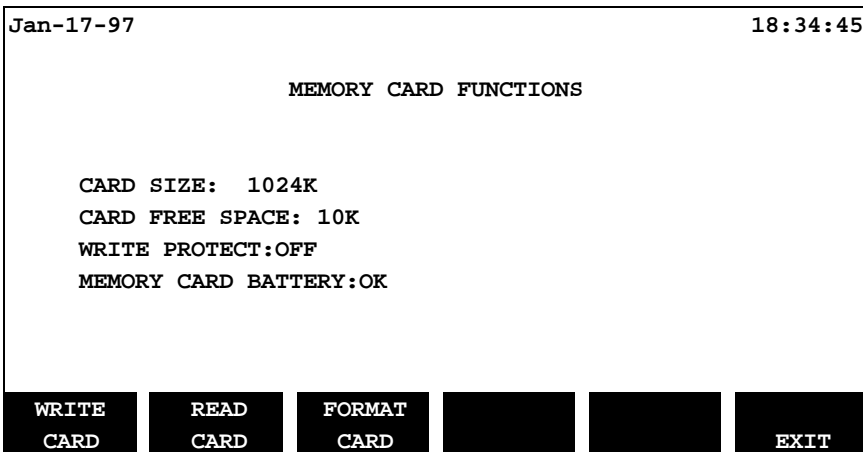 Jan-17-97 18:34:45
MEMORY CARD FUNCTIONS
CARD SIZE: 1024K
CARD FREE SPACE: 10K
WRITE PROTECT:OFF
MEMORY CARD BATTERY:OK
WRITE READ FORMAT
CARD CARD CARD EXIT